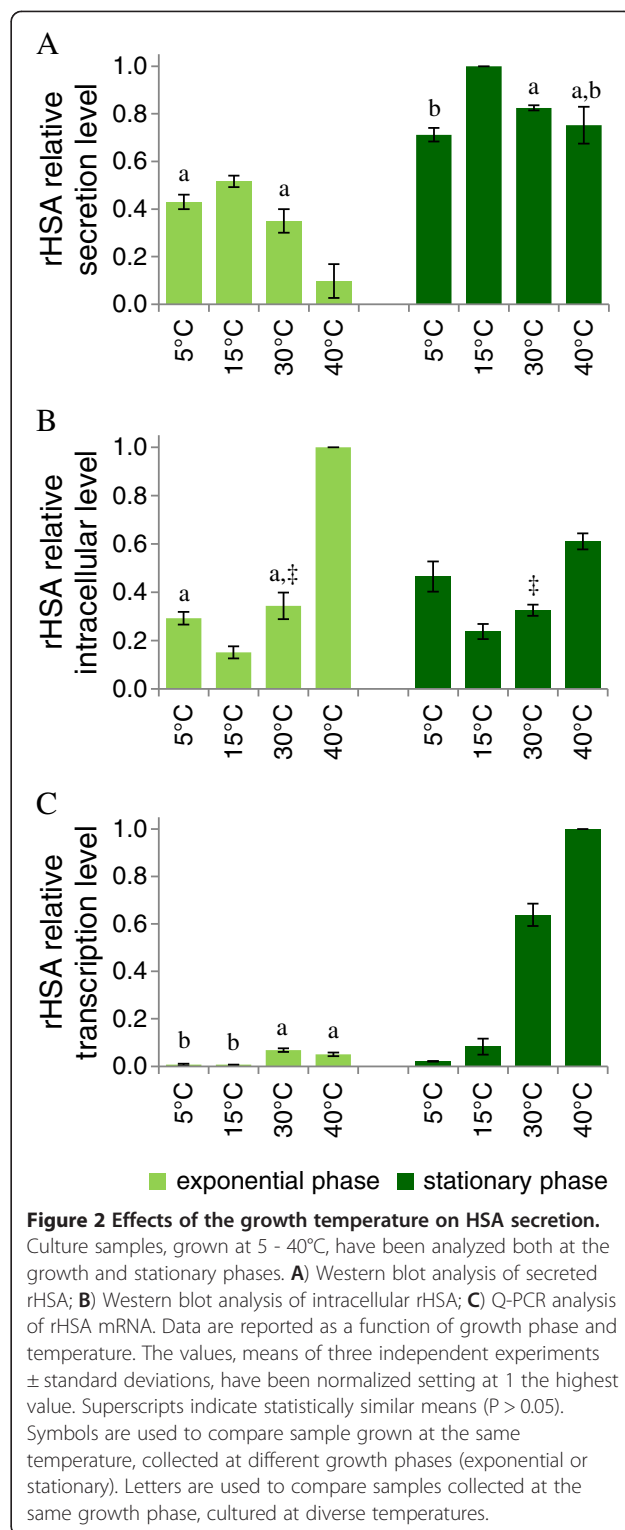 A
rHSA relative
secretion level
1.0
0.8
0.6
0.4
0.2
0.0
a
a
b
a
a,b
5°C
15°C
30°C
40°C
5°C
15°C
30°C
40°C
B
rHSA relative
intracellular level
1.0
0.8
0.6
0.4
0.2
0.0
a
a,‡
‡
5°C
15°C
30°C
40°C
5°C
15°C
30°C
40°C
C
rHSA relative
transcription level
1.0
0.8
0.6
0.4
0.2
0.0
b
b
a
a
5°C
15°C
30°C
40°C
5°C
15°C
30°C
40°C
exponential phase
stationary phase
Figure 2 Effects of the growth temperature on HSA secretion.
Culture samples, grown at 5 - 40°C, have been analyzed both at the
growth and stationary phases. A) Western blot analysis of secreted
rHSA; B) Western blot analysis of intracellular rHSA; C) Q-PCR analysis
of rHSA mRNA. Data are reported as a function of growth phase and
temperature. The values, means of three independent experiments
± standard deviations, have been normalized setting at 1 the highest
value. Superscripts indicate statistically similar means (P > 0.05).
Symbols are used to compare sample grown at the same
temperature, collected at different growth phases (exponential or
stationary). Letters are used to compare samples collected at the
same growth phase, cultured at diverse temperatures.